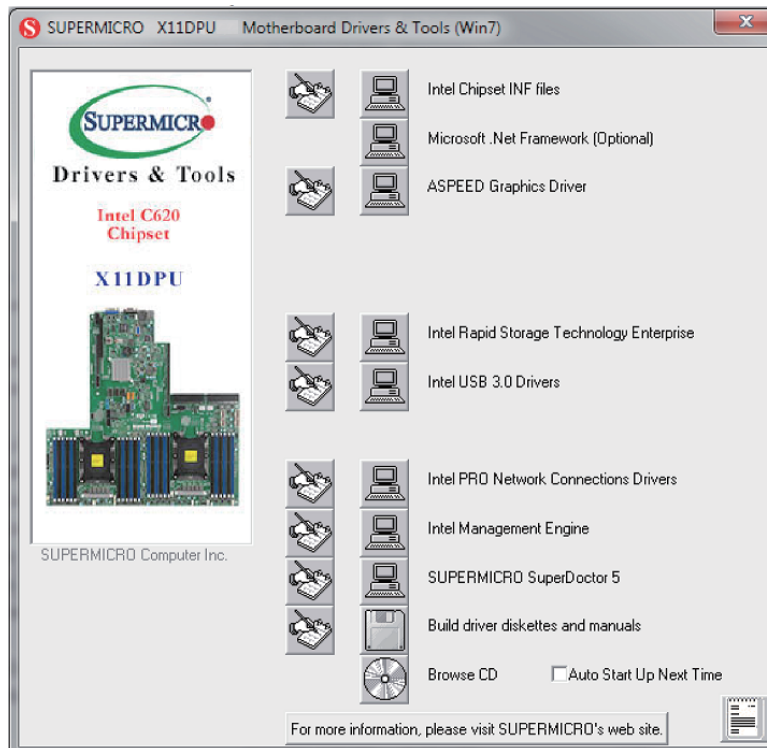 SUPERMICRO X11DPU Motherboard Drivers & Tools (Win7)
SUPERMICR
Drivers & Tools
Intel C620
Chipset
X11DPU
SUPERMICRO Computer Inc.
Intel Chipset INF files
Microsoft .Net Framework (Optional)
ASPEED Graphics Driver
Intel Rapid Storage Technology Enterprise
Intel USB 3.0 Drivers
Intel PRO Network Connections Drivers
Intel Management Engine
SUPERMICRO SuperDoctor 5
Build driver diskettes and manuals
Browse CD
Auto Start Up Next Time
For more information, please visit SUPERMICRO's web site.